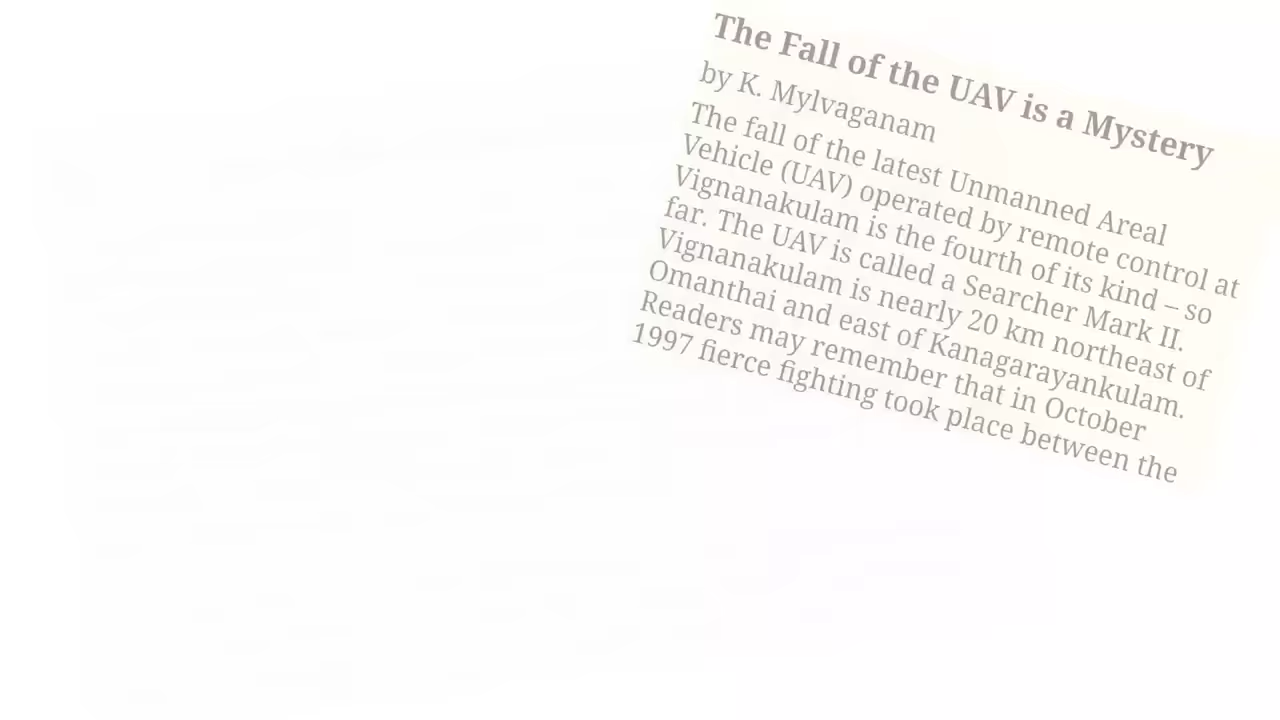 The Fall of the UAV is a Mystery
by K. Mylvaganam
The fall of the latest Unmanned Areal
Vehicle (UAV) operated by remote control at
Vignanakulam is the fourth of its kind – so
far. The UAV is called a Searcher Mark II.
Vignanakulam is nearly 20 km northeast of
Omanthai and east of Kanagarayankulam.
Readers may remember that in October
1997 fierce fighting took place between the